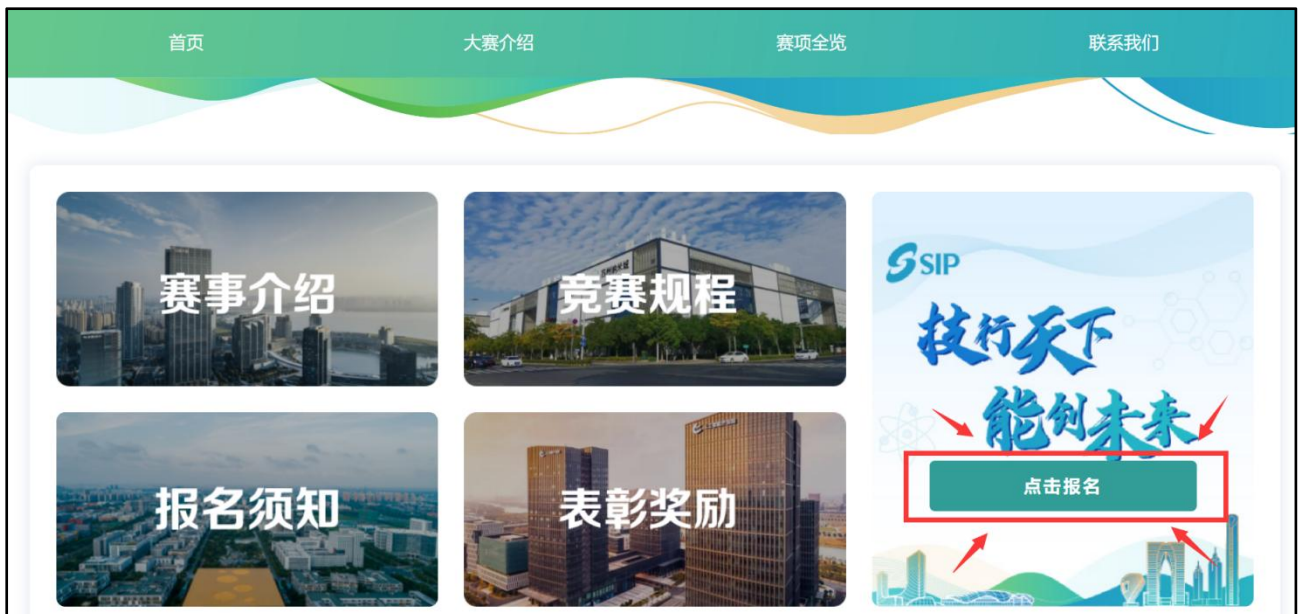 首页
大赛介绍
赛项全览
联系我们
赛事介绍
竞赛规程
SIP
技行天下
能创未来
报名须知
表彰奖励
点击报名